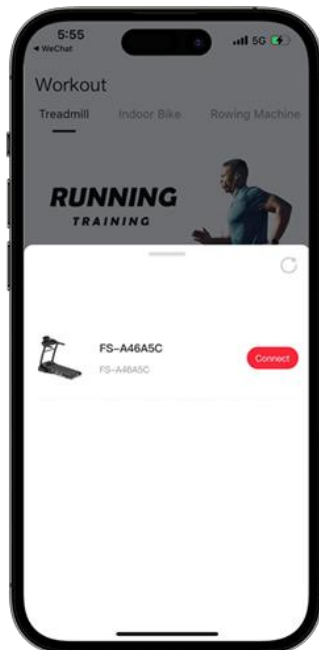 5:55
5G
WeChat
Workout
Treadmill Indoor Bike Rowing Machine
RUNNING
TRAINING
FS-A46A5C
FS-A46A5C
Connect